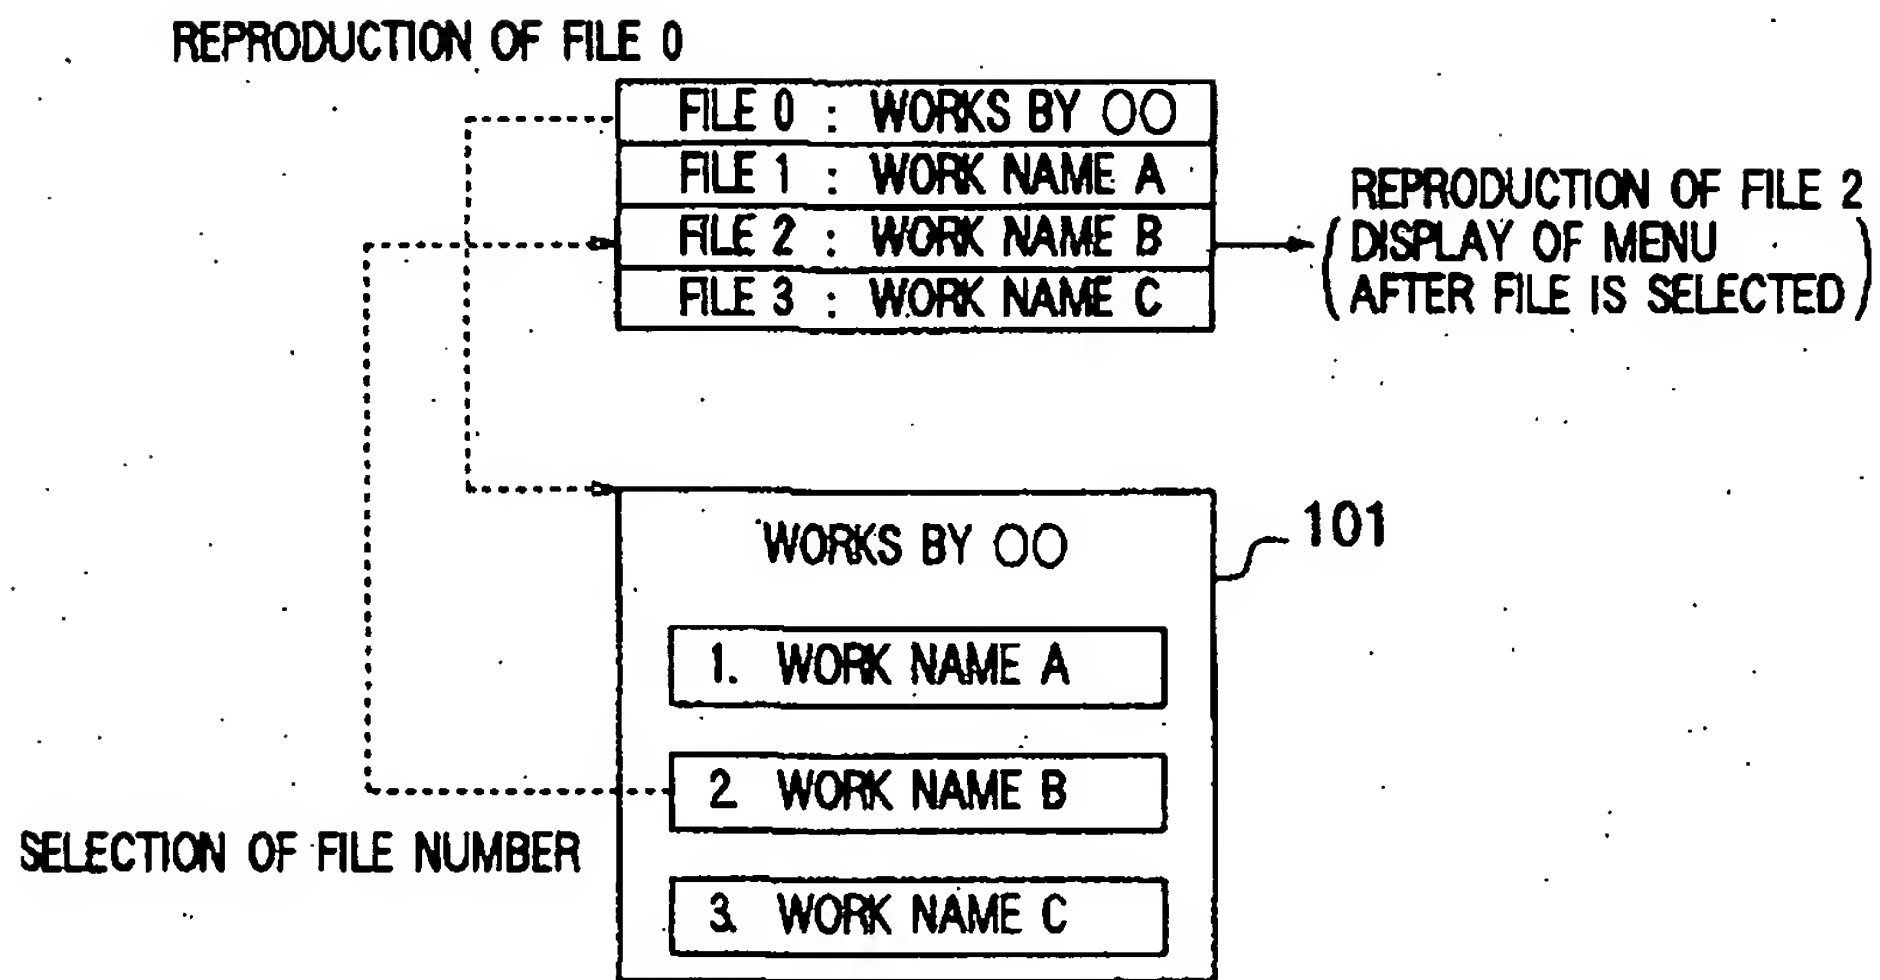 REPRODUCTION OF FILE 0
FILE 0 : WORKS BY ○○
FILE 1 : WORK NAME A
FILE 2 : WORK NAME B
FILE 3 : WORK NAME C
REPRODUCTION OF FILE 2
(DISPLAY OF MENU
AFTER FILE IS SELECTED)
WORKS BY ○○
101
1. WORK NAME A
2. WORK NAME B
3. WORK NAME C
SELECTION OF FILE NUMBER